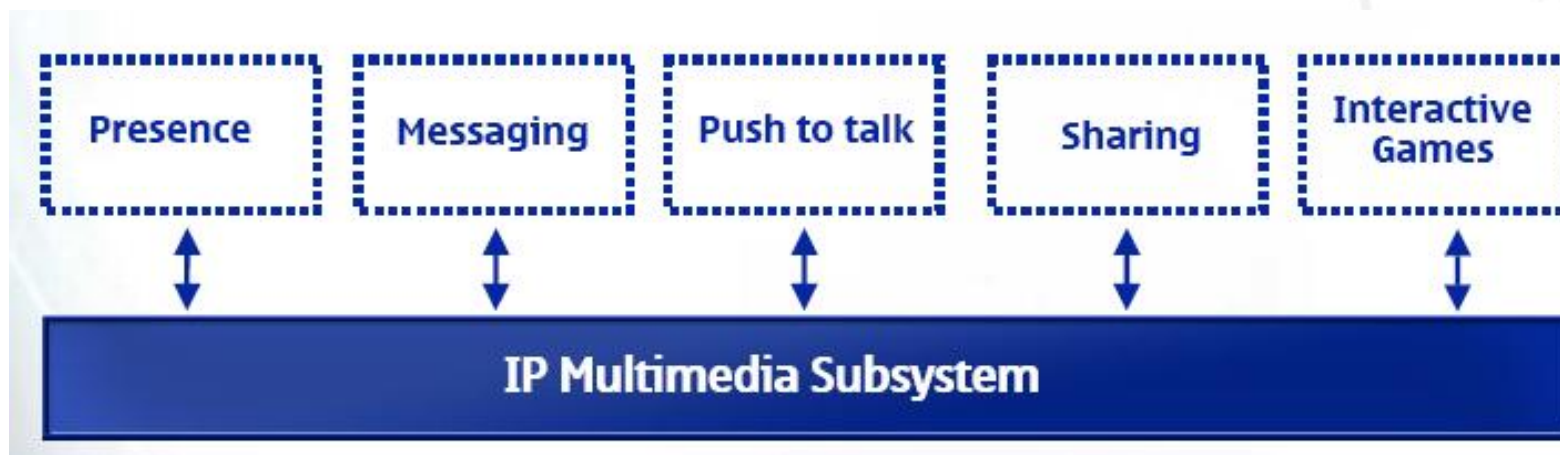 Presence
Messaging
Push to talk
Sharing
Interactive
Games
IP Multimedia Subsystem